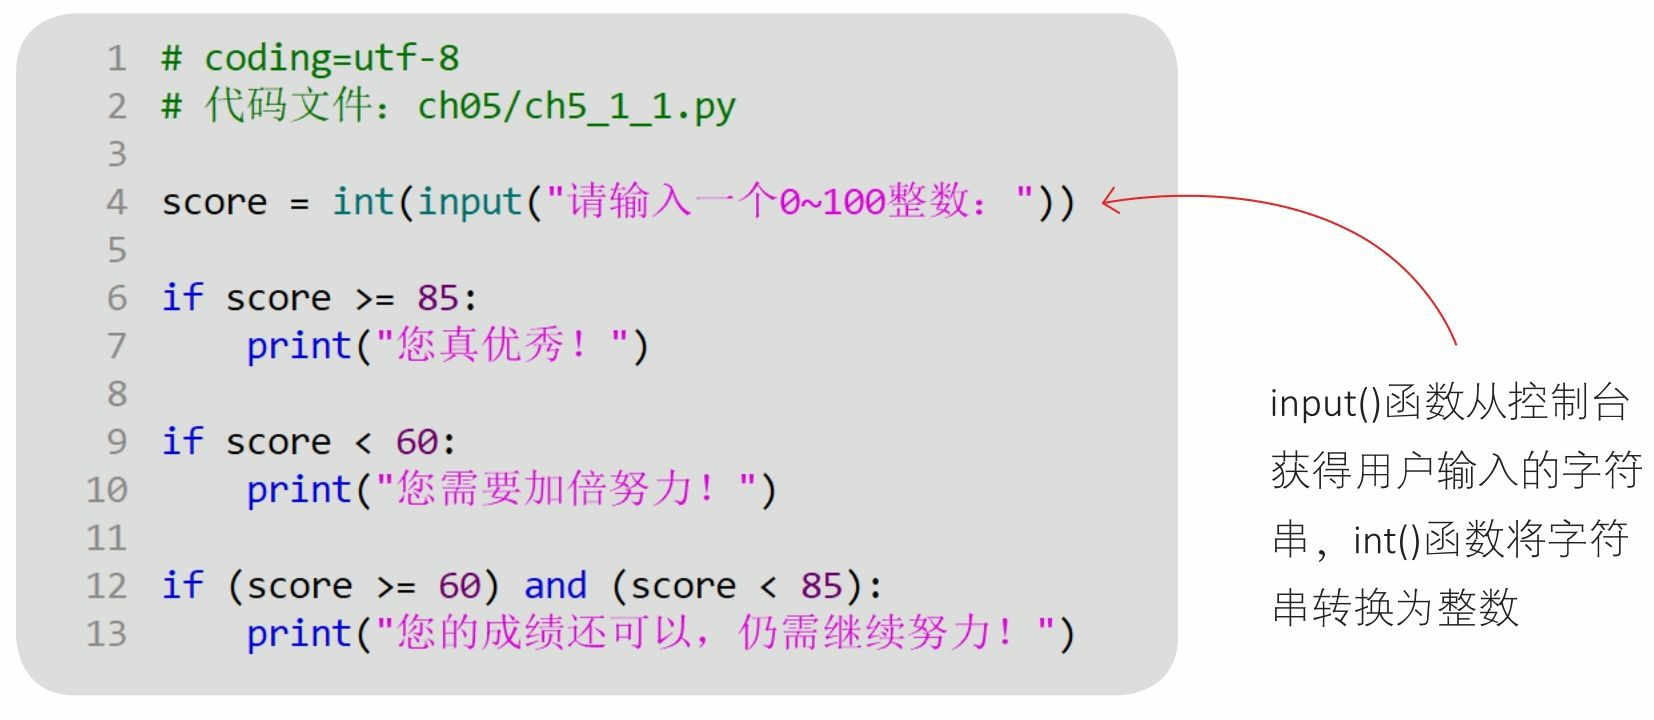 1 # coding=utf-8
2 # 代码文件：ch05/ch5_1_1.py
3
4 score = int(input("请输入一个0~100整数："))
5
6 if score >= 85:
7     print("您真优秀！")
8
9 if score < 60:
10     print("您需要加倍努力！")
11
12 if (score >= 60) and (score < 85):
13     print("您的成绩还可以，仍需继续努力！")
input()函数从控制台
获得用户输入的字符
串，int()函数将字符
串转换为整数